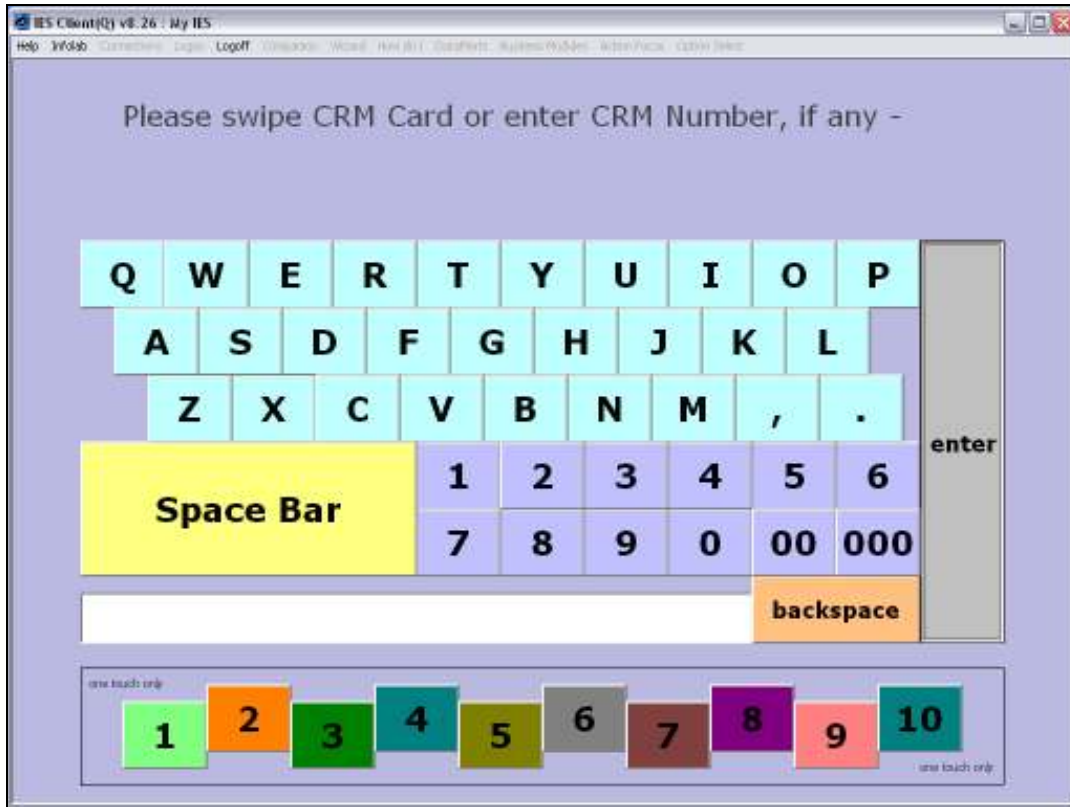 IES Client(Q) v8.26 : My IES
Help Infolab Logoff
Please swipe CRM Card or enter CRM Number, if any -
Q W E R T Y U I O P
A S D F G H J K L
Z X C V B N M , .
enter
Space Bar
1 2 3 4 5 6
7 8 9 0 00 000
backspace
one touch only
1 2 3 4 5 6 7 8 9 10
one touch only